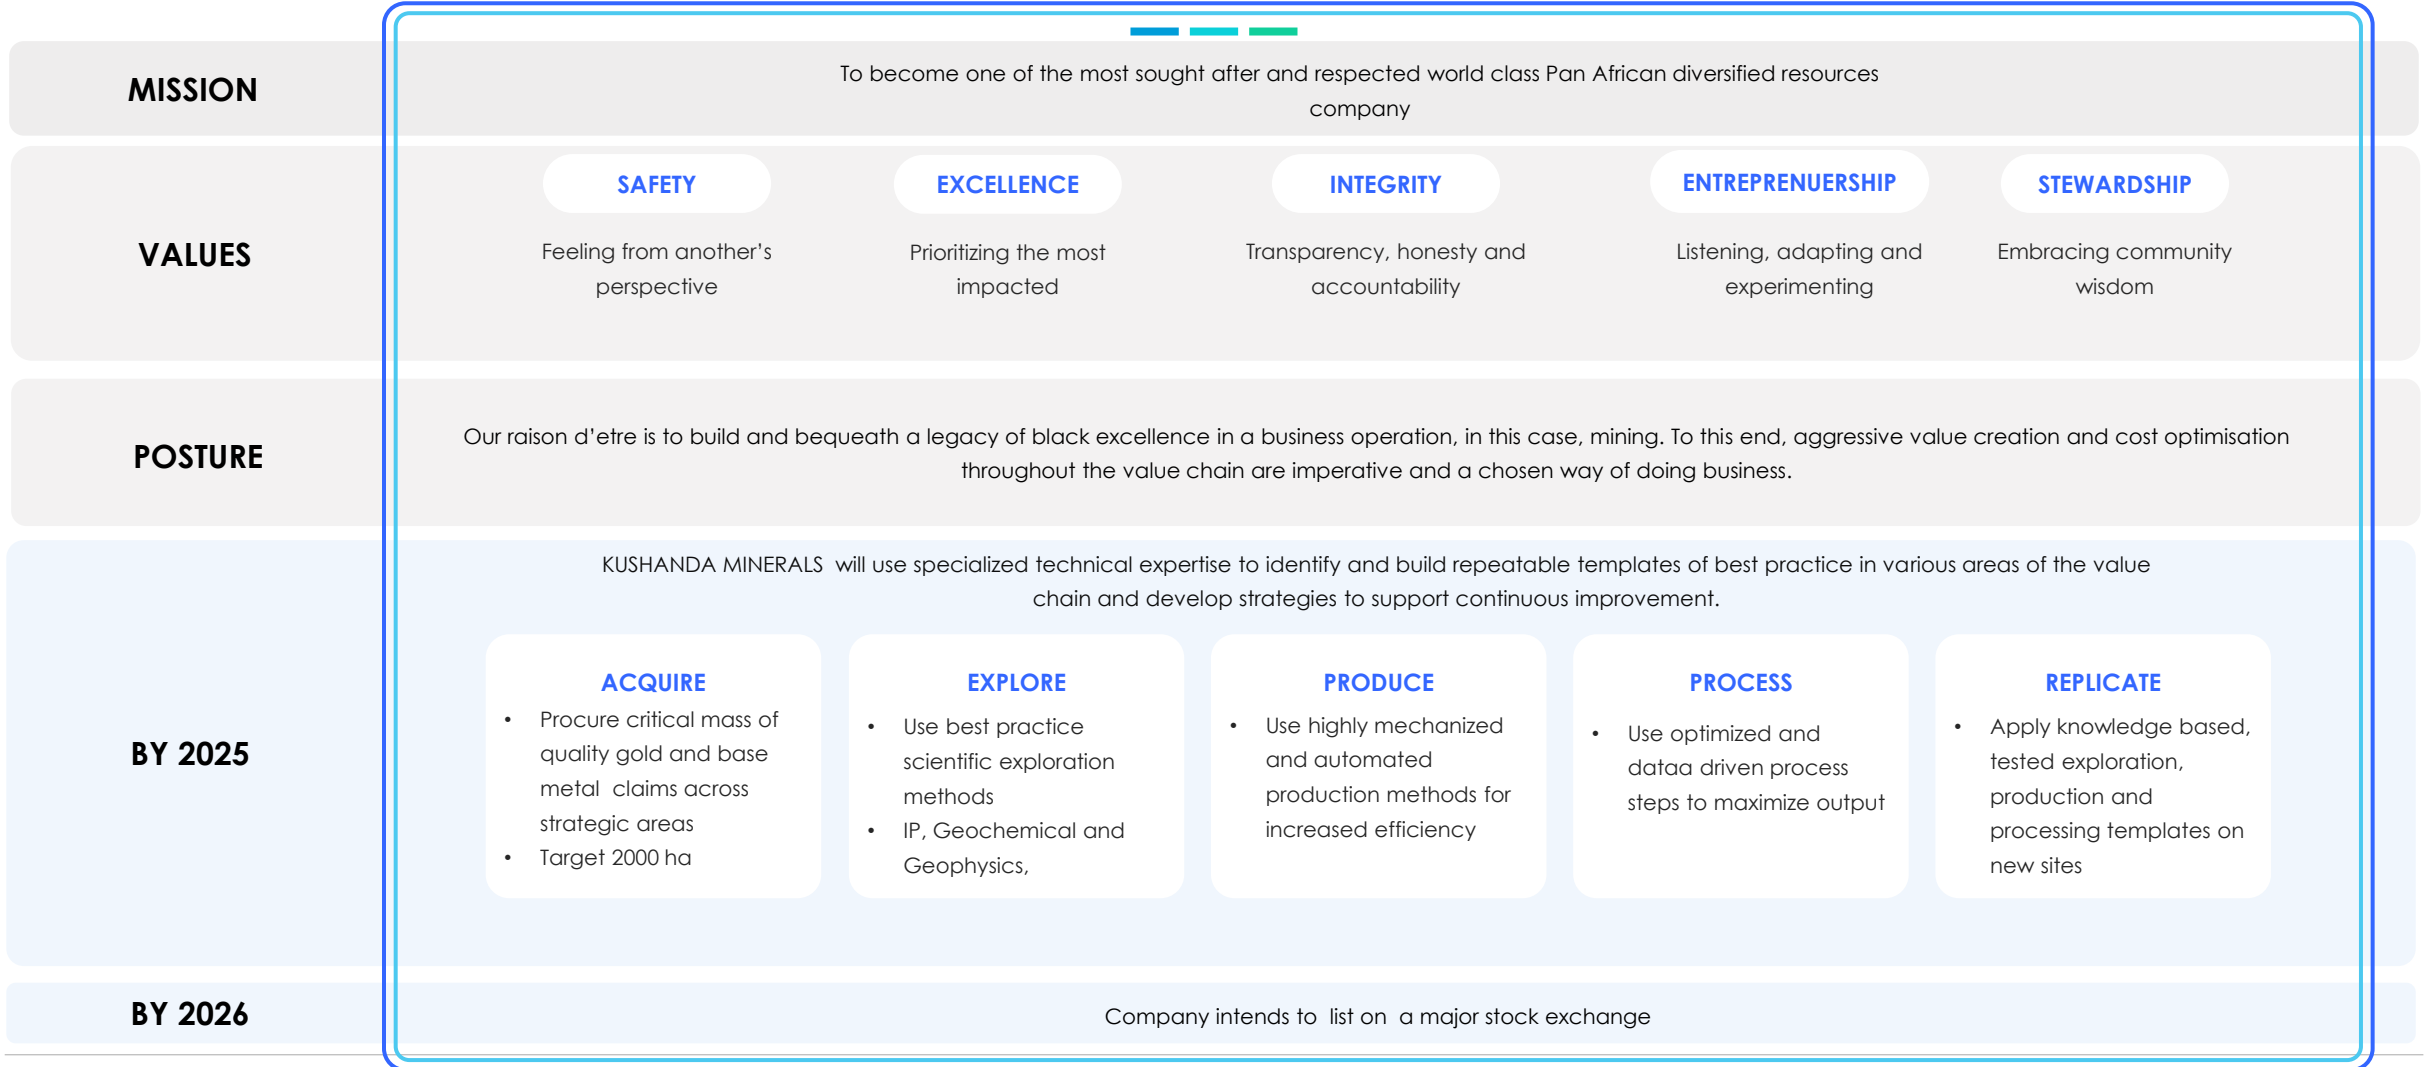 MISSION
To become one of the most sought after and respected world class Pan African diversified resources
company
VALUES
SAFETY
Feeling from another’s
perspective
EXCELLENCE
Prioritizing the most
impacted
INTEGRITY
Transparency, honesty and
accountability
ENTREPRENUERSHIP
Listening, adapting and
experimenting
STEWARDSHIP
Embracing community
wisdom
POSTURE
Our raison d’etre is to build and bequeath a legacy of black excellence in a business operation, in this case, mining. To this end, aggressive value creation and cost optimisation
throughout the value chain are imperative and a chosen way of doing business.
BY 2025
KUSHANDA MINERALS will use specialized technical expertise to identify and build repeatable templates of best practice in various areas of the value
chain and develop strategies to support continuous improvement.
ACQUIRE
• Procure critical mass of
quality gold and base
metal claims across
strategic areas
• Target 2000 ha
EXPLORE
• Use best practice
scientific exploration
methods
• IP, Geochemical and
Geophysics,
PRODUCE
• Use highly mechanized
and automated
production methods for
increased efficiency
PROCESS
• Use optimized and
dataa driven process
steps to maximize output
REPLICATE
• Apply knowledge based,
tested exploration,
production and
processing templates on
new sites
BY 2026
Company intends to list on a major stock exchange